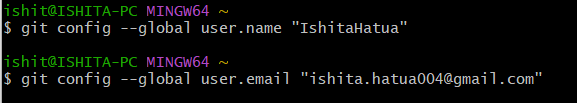 ishit@ISHITA-PC MINGW64 ~
$ git config --global user.name "IshitaHatua"
ishit@ISHITA-PC MINGW64 ~
$ git config --global user.email "ishita.hatua004@gmail.com"